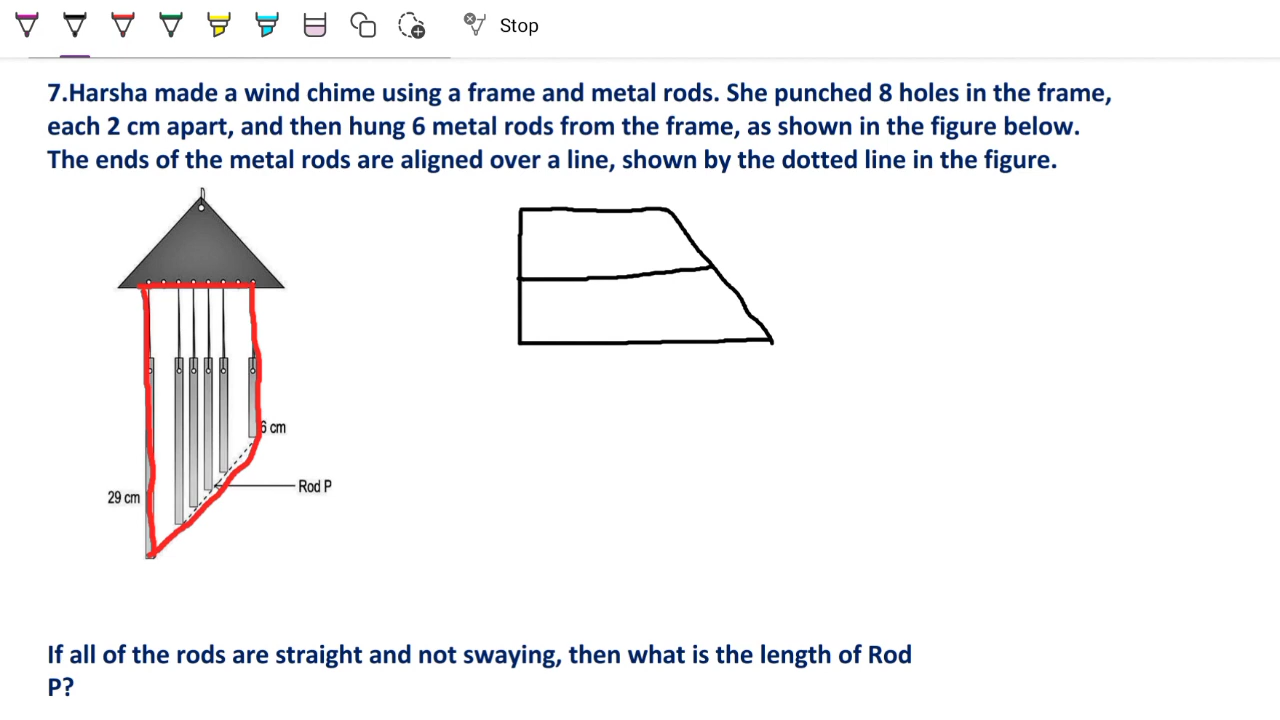 Stop
7.Harsha made a wind chime using a frame and metal rods. She punched 8 holes in the frame,
each 2 cm apart, and then hung 6 metal rods from the frame, as shown in the figure below.
The ends of the metal rods are aligned over a line, shown by the dotted line in the figure.
6 cm
Rod P
29 cm
If all of the rods are straight and not swaying, then what is the length of Rod
P?